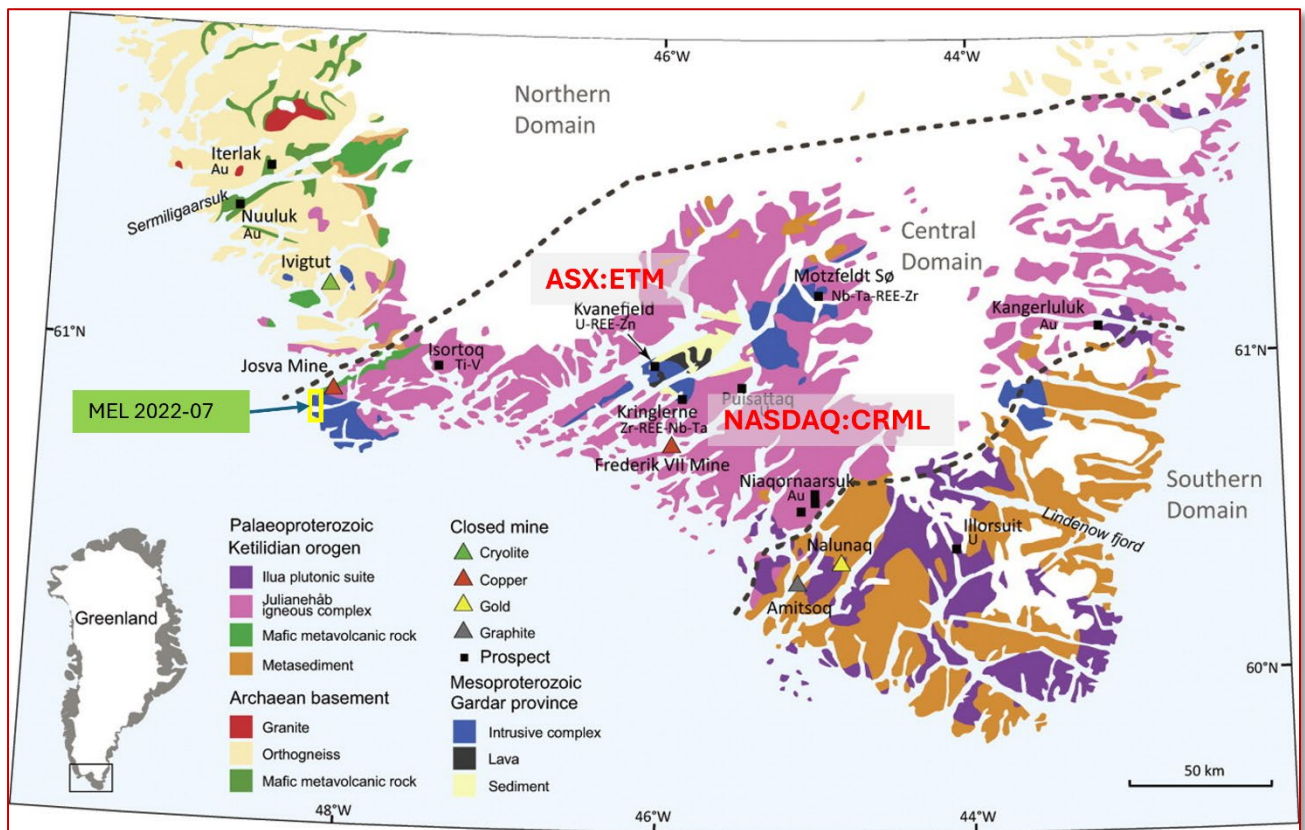 46°W
44°W
Northern
Domain
Iterlak
Au
Sermiligaarsuk
Nuuluk
Au
Central
Domain
Ivigtut
ASX:ETM
Motzfeldt Sø
Nb-Ta-REE-Zr
Kvanefield
U-REE-Zn
Kangerluluk
Au
61°N
61°N
Isortoq
Ti-V
Josva Mine
MEL 2022-07
Puisattaq
Kringlerne
Zr-REE-Nb-Ta
NASDAQ:CRML
Frederik VII Mine
Niaqornaarsuk
Au
Southern
Domain
Lindenow fjord
Illorsuit
U
Nalunaq
Amitsoq
60°N
Greenland
Palaeoproterozoic
Ketilidian orogen
Ilua plutonic suite
Julianehåb
igneous complex
Mafic metavolcanic rock
Metasediment
Archaean basement
Granite
Orthogneiss
Mafic metavolcanic rock
Closed mine
Cryolite
Copper
Gold
Graphite
Prospect
Mesoproterozoic
Gardar province
Intrusive complex
Lava
Sediment
50 km
48°W
46°W
44°W